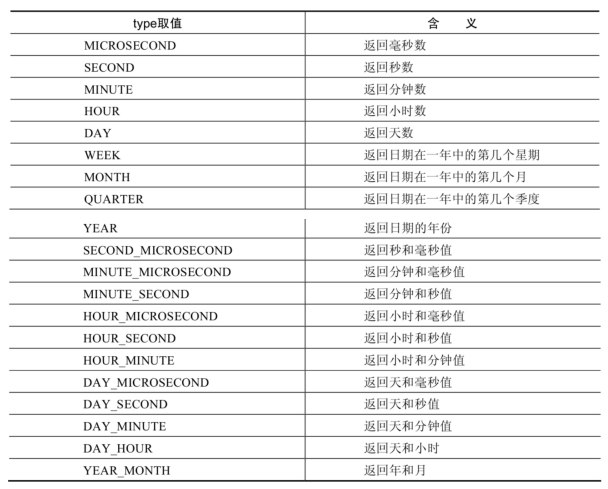 type取值 含 义
MICROSECOND 返回毫秒数
SECOND 返回秒数
MINUTE 返回分钟数
HOUR 返回小时数
DAY 返回天数
WEEK 返回日期在一年中的第几个星期
MONTH 返回日期在一年中的第几个月
QUARTER 返回日期在一年中的第几个季度
YEAR 返回日期的年份
SECOND_MICROSECOND 返回秒和毫秒值
MINUTE_MICROSECOND 返回分钟和毫秒值
MINUTE_SECOND 返回分钟和秒值
HOUR_MICROSECOND 返回小时和毫秒值
HOUR_SECOND 返回小时和秒值
HOUR_MINUTE 返回小时和分钟值
DAY_MICROSECOND 返回天和毫秒值
DAY_SECOND 返回天和秒值
DAY_MINUTE 返回天和分钟值
DAY_HOUR 返回天和小时
YEAR_MONTH 返回年和月